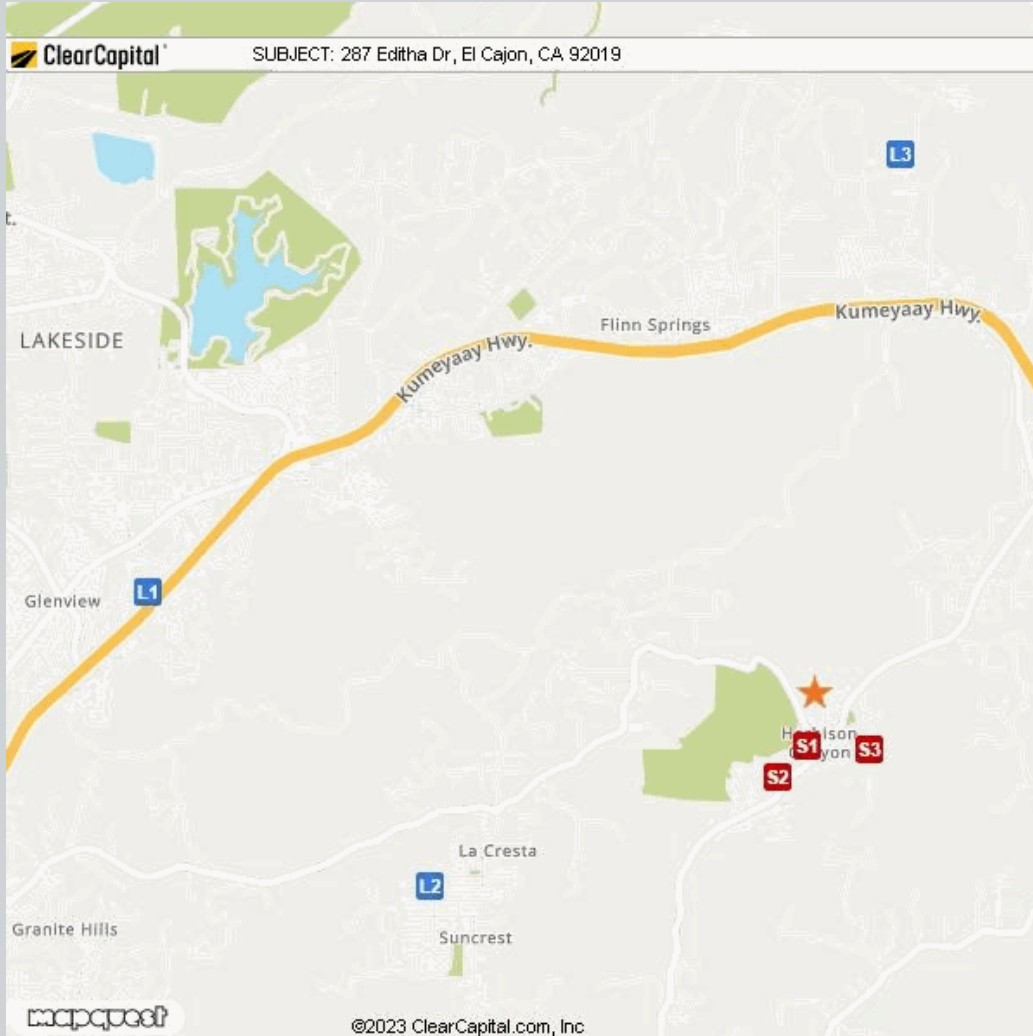 ClearCapital
SUBJECT: 287 Editha Dr, El Cajon, CA 92019
L3
t.
Kumeyaay Hwy.
Flinn Springs
LAKESIDE
Kumeyaay Hwy.
L1
Glenview
S1
S3
S2
La Cresta
L2
Granite Hills
Suncrest
mapquest
©2023 ClearCapital.com, Inc